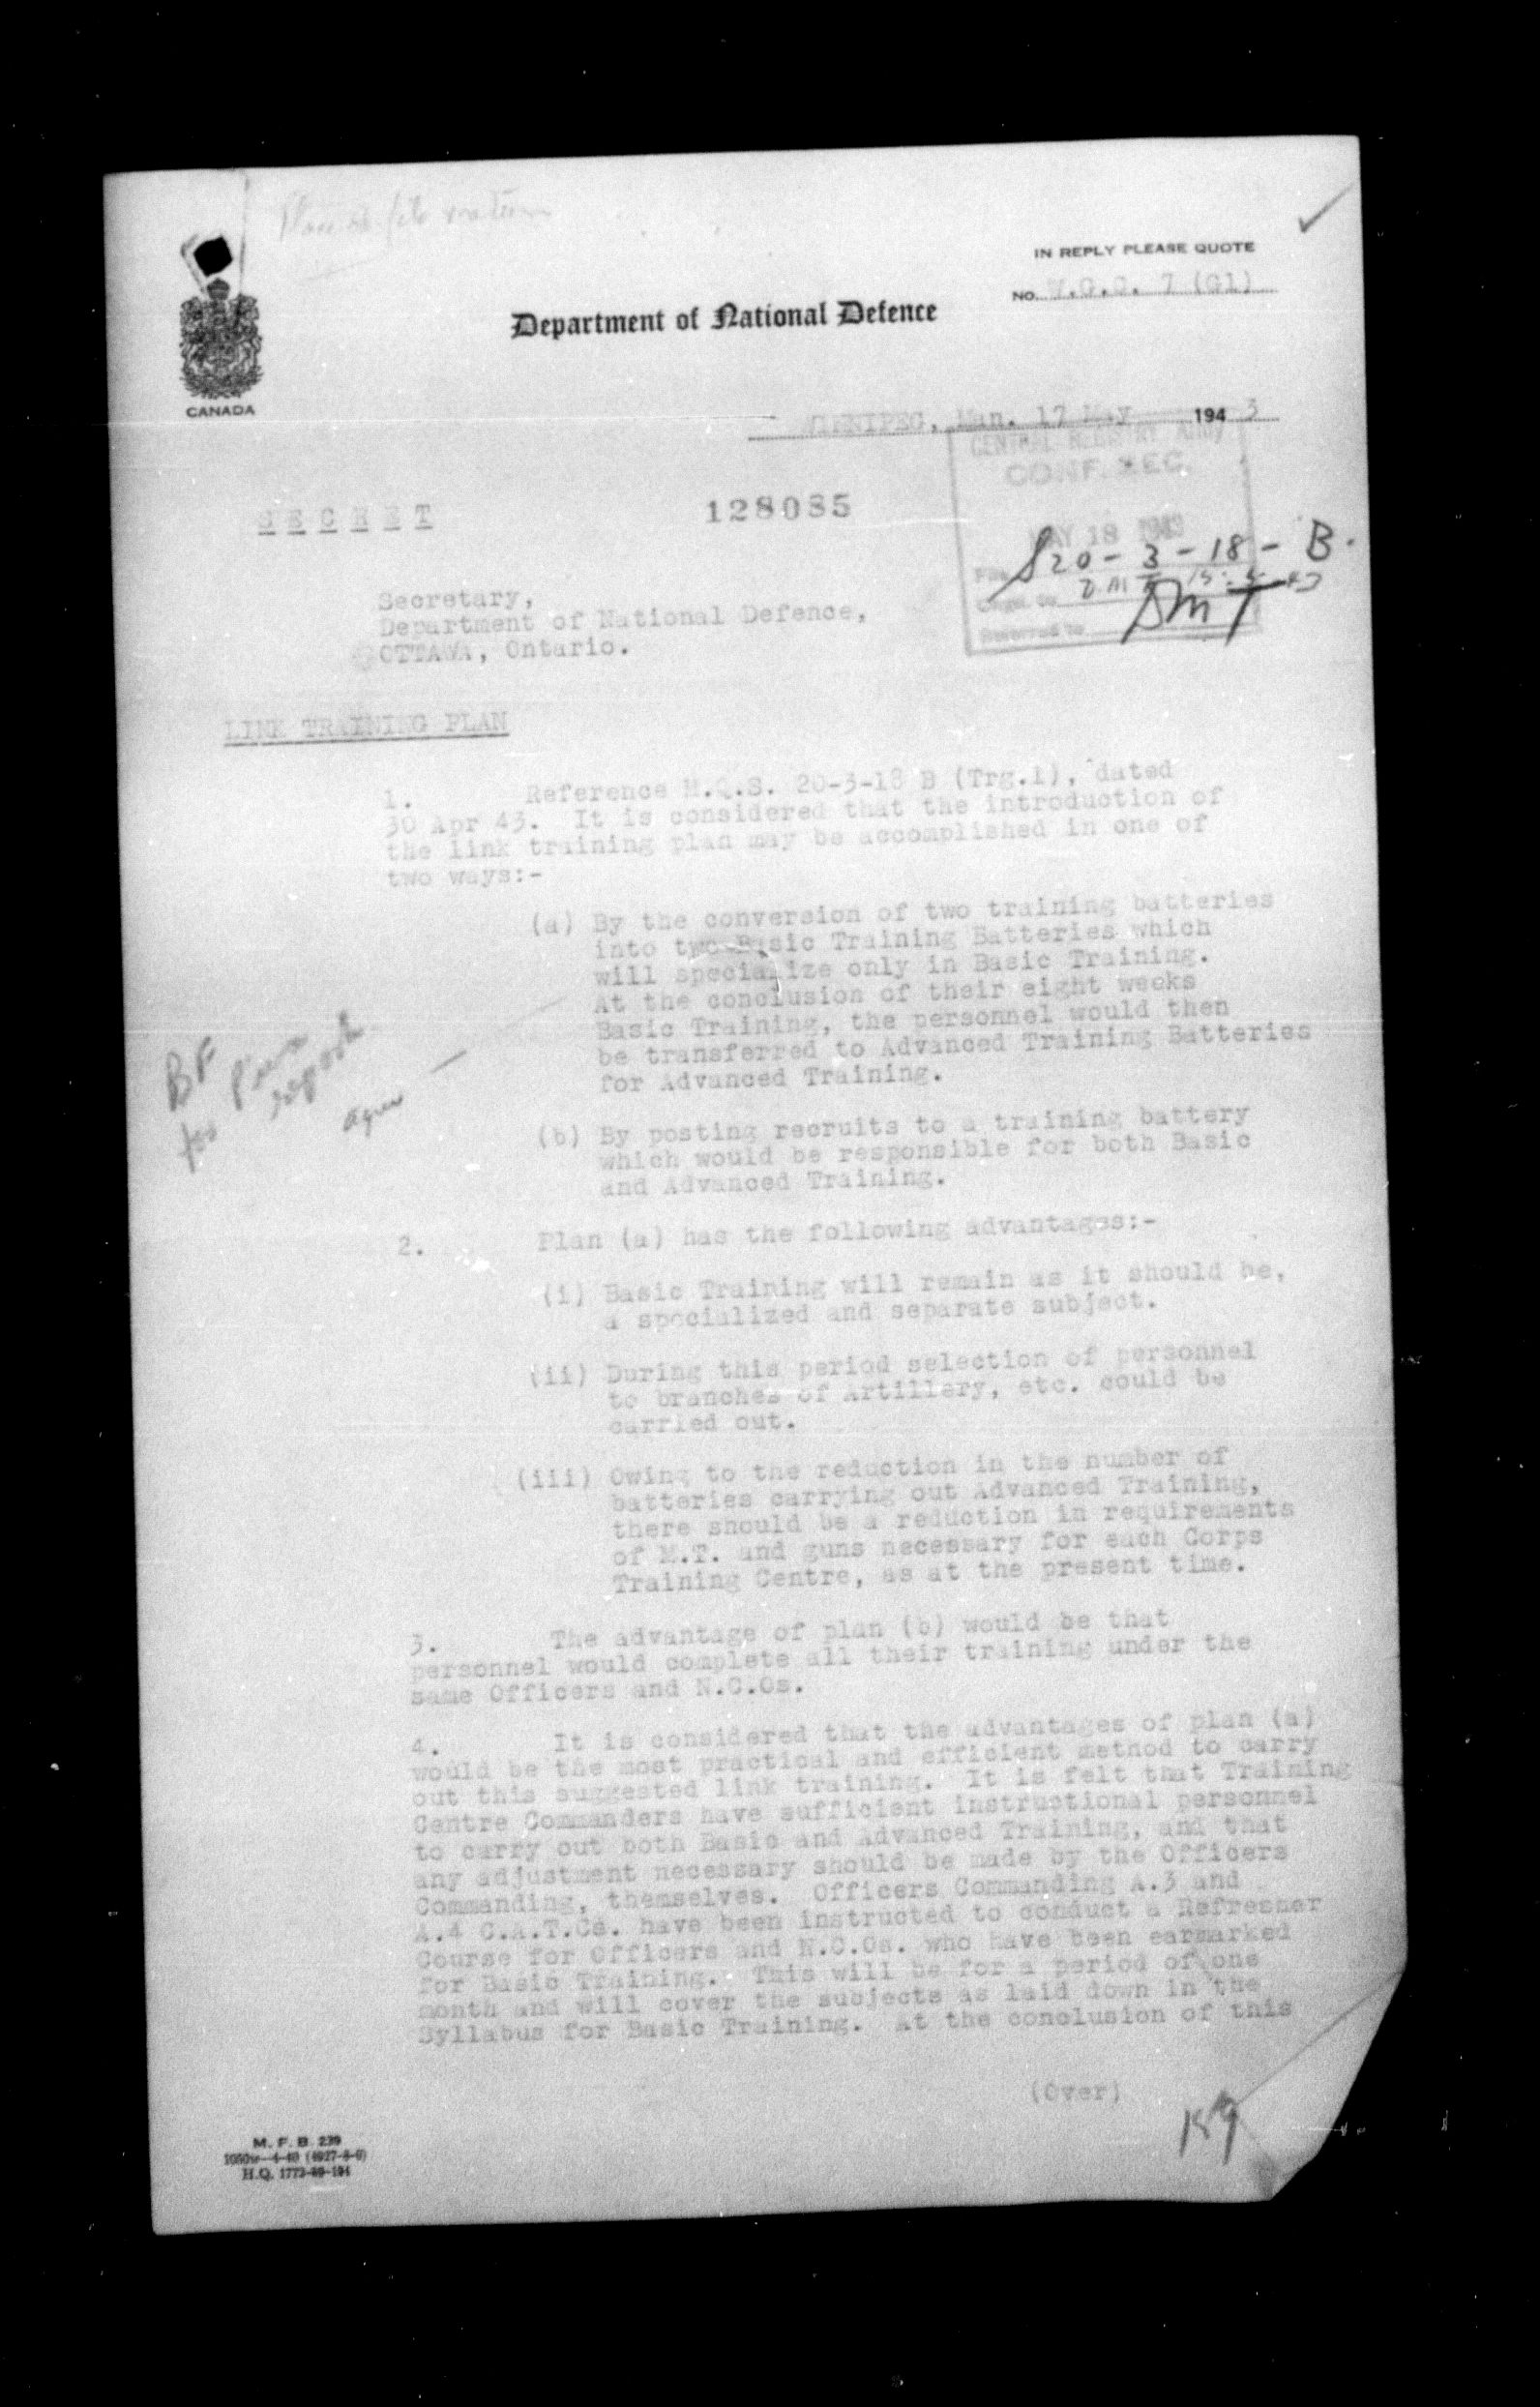 IN REPLY PLEASE QUOTE
NO. W.G.S. 7 (G1)
Department of National Defence
CANADA
WINNIPEG, Man. 17 May 1943
CENTRAL REGISTRY ARMY
CONF. SEC.
MAY 18 1943
S E C R E T
128085
S20-3-18-B.
File
D M T
Chgd. to
DMT
Referred to
Secretary,
Department of National Defence,
OTTAWA, Ontario.
LINK TRAINING PLAN
1. Reference H.Q.S. 20-3-18 B (Trg.1), dated
30 Apr 43. It is considered that the introduction of
the link training plan may be accomplished in one of
two ways:-
(a) By the conversion of two training batteries
into two Basic Training Batteries which
will specialize only in Basic Training.
At the conclusion of their eight weeks
Basic Training, the personnel would then
be transferred to Advanced Training Batteries
for Advanced Training.
BF
for
agree
(b) By posting recruits to a training battery
which would be responsible for both Basic
and Advanced Training.
2. Plan (a) has the following advantages:-
(i) Basic Training will remain as it should be,
a specialized and separate subject.
(ii) During this period selection of personnel
to branches of Artillery, etc. could be
carried out.
(iii) Owing to the reduction in the number of
batteries carrying out Advanced Training,
there should be a reduction in requirements
of M.T. and guns necessary for each Corps
Training Centre, as at the present time.
3. The advantage of plan (b) would be that
personnel would complete all their training under the
same Officers and N.C.Os.
4. It is considered that the advantages of plan (a)
would be the most practical and efficient method to carry
out this suggested link training. It is felt that Training
Centre Commanders have sufficient instructional personnel
to carry out both Basic and Advanced Training, and that
any adjustment necessary should be made by the Officers
Commanding, themselves. Officers Commanding A.3 and
A.4 C.A.T.Cs. have been instructed to conduct a Refresher
Course for Officers and N.C.Os. who have been earmarked
for Basic Training. This will be for a period of one
month and will cover the subjects as laid down in the
Syllabus for Basic Training. At the conclusion of this
(Over)
M. F. B. 239
H.Q. 1772-39-194